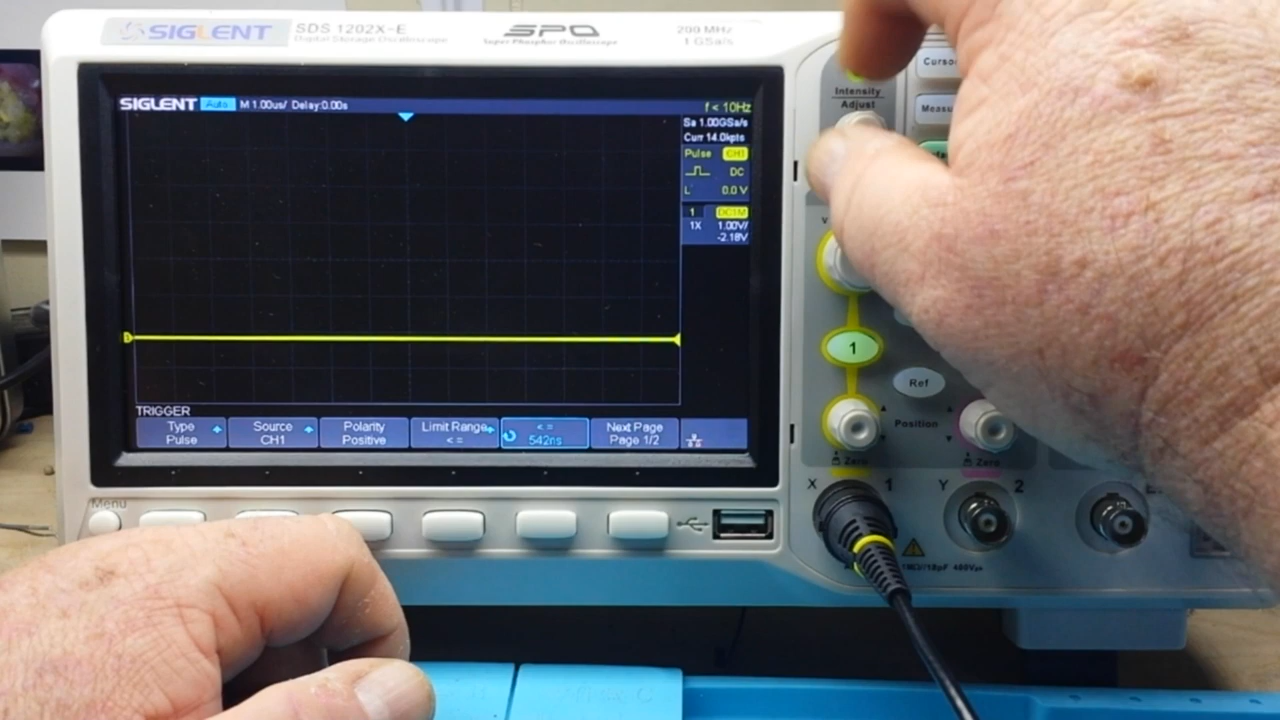 SIGLENT
SDS 1202X-E
Digital Storage Oscilloscope
SPO
Super Phosphor Oscilloscope
200 MHz
1 GSa/s
SIGLENT Auto M 1.00us/ Delay:0.00s
f < 10Hz
Sa 1.00GSa/s
Curr 14.0kpts
Pulse CH1
DC
L 0.0 V
1 DC1M
1X 1.00V/
-2.18V
TRIGGER
Type
Pulse
Source
CH1
Polarity
Positive
Limit Range
< =
< =
542ns
Next Page
Page 1/2
Menu
Intensity
Adjust
Curso
Measu
1
Ref
Position
Zero
Zero
X
1
Y
2
E
400Vpk